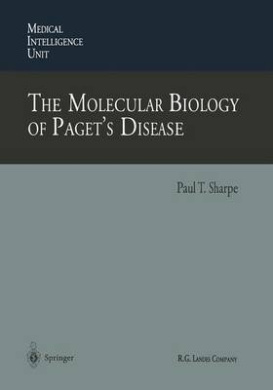 MEDICAL
INTELLIGENCE
UNIT
THE MOLECULAR BIOLOGY
OF PAGET'S DISEASE
Paul T. Sharpe
Springer
R.G. LANDES COMPANY